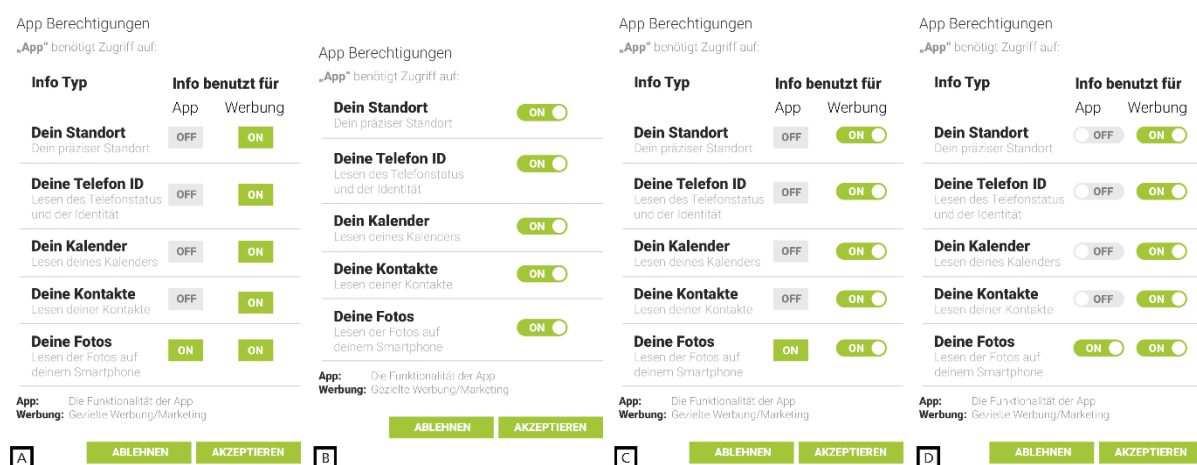 App Berechtigungen
„App“ benötigt Zugriff auf:
Info Typ Info benutzt für
App Werbung
Dein Standort OFF ON
Dein präziser Standort
Deine Telefon ID OFF ON
Lesen des Telefonstatus
und der Identität
Dein Kalender OFF ON
Lesen deines Kalenders
Deine Kontakte OFF ON
Lesen deiner Kontakte
Deine Fotos ON ON
Lesen der Fotos auf
deinem Smartphone
App: Die Funktionalität der App
Werbung: Gezielte Werbung/Marketing
ABLEHNEN AKZEPTIEREN
A
App Berechtigungen
„App“ benötigt Zugriff auf:
Dein Standort ON
Dein präziser Standort
Deine Telefon ID ON
Lesen des Telefonstatus
und der Identität
Dein Kalender ON
Lesen deines Kalenders
Deine Kontakte ON
Lesen deiner Kontakte
Deine Fotos ON
Lesen der Fotos auf
deinem Smartphone
App: Die Funktionalität der App
Werbung: Gezielte Werbung/Marketing
ABLEHNEN AKZEPTIEREN
B
App Berechtigungen
„App“ benötigt Zugriff auf:
Info Typ Info benutzt für
App Werbung
Dein Standort OFF ON
Dein präziser Standort
Deine Telefon ID OFF ON
Lesen des Telefonstatus
und der Identität
Dein Kalender OFF ON
Lesen deines Kalenders
Deine Kontakte OFF ON
Lesen deiner Kontakte
Deine Fotos ON ON
Lesen der Fotos auf
deinem Smartphone
App: Die Funktionalität der App
Werbung: Gezielte Werbung/Marketing
ABLEHNEN AKZEPTIEREN
C
App Berechtigungen
„App“ benötigt Zugriff auf:
Info Typ Info benutzt für
App Werbung
Dein Standort OFF ON
Dein präziser Standort
Deine Telefon ID OFF ON
Lesen des Telefonstatus
und der Identität
Dein Kalender OFF ON
Lesen deines Kalenders
Deine Kontakte OFF ON
Lesen deiner Kontakte
Deine Fotos ON ON
Lesen der Fotos auf
deinem Smartphone
App: Die Funktionalität der App
Werbung: Gezielte Werbung/Marketing
ABLEHNEN AKZEPTIEREN
D